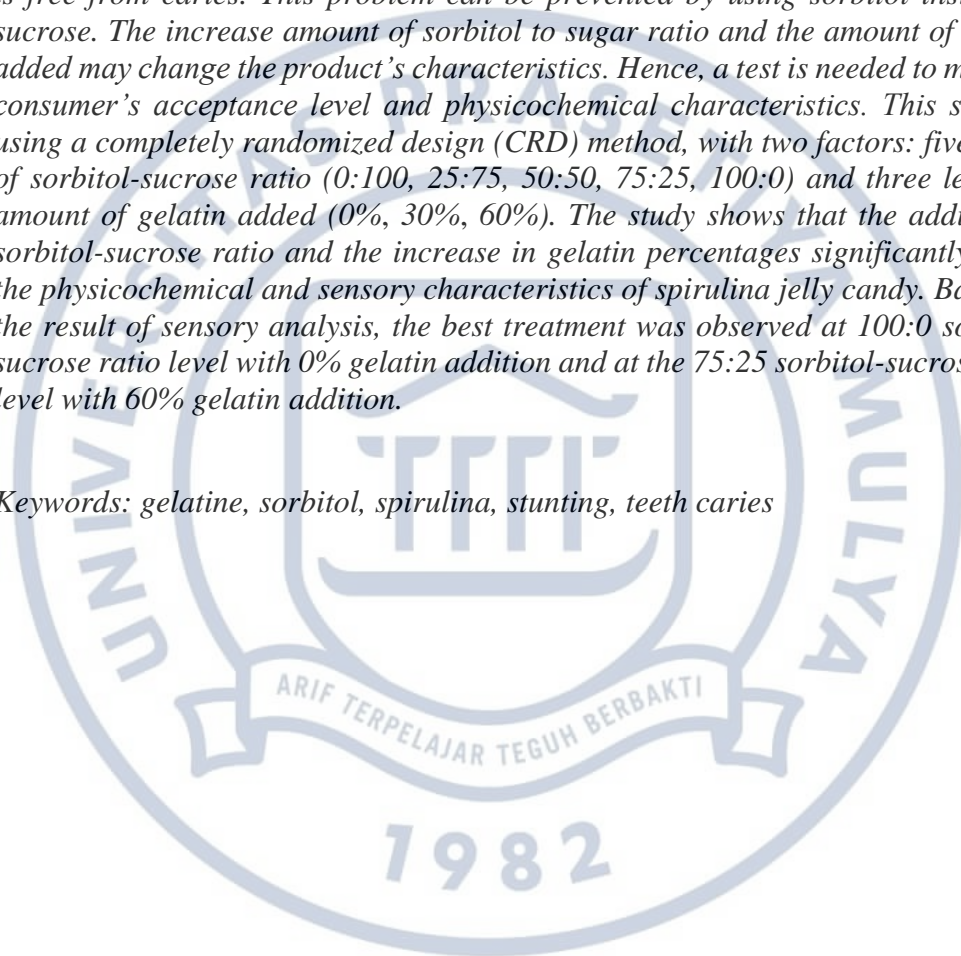 is free from caries. This problem can be prevented by using sorbitol
sucrose. The increase amount of sorbitol to sugar ratio and the amount of
added may change the product's characteristics. Hence, a test is needed to
consumer's acceptance level and physicochemical characteristics. This
using a completely randomized design (CRD) method, with two factors: five
of sorbitol-sucrose ratio (0:100, 25:75, 50:50, 75:25, 100:0) and three
amount of gelatin added (0%, 30%, 60%). The study shows that the
sorbitol-sucrose ratio and the increase in gelatin percentages significantly
the physicochemical and sensory characteristics of spirulina jelly candy.
the result of sensory analysis, the best treatment was observed at 100:0
sucrose ratio level with 0% gelatin addition and at the 75:25
level with 60% gelatin addition.
Keywords: gelatine, sorbitol, spirulina, stunting, teeth caries
UNIVERSITAS PRASETIYA MULYA
ARIF TERPELAJAR TEGUH BERBAKTI
1982